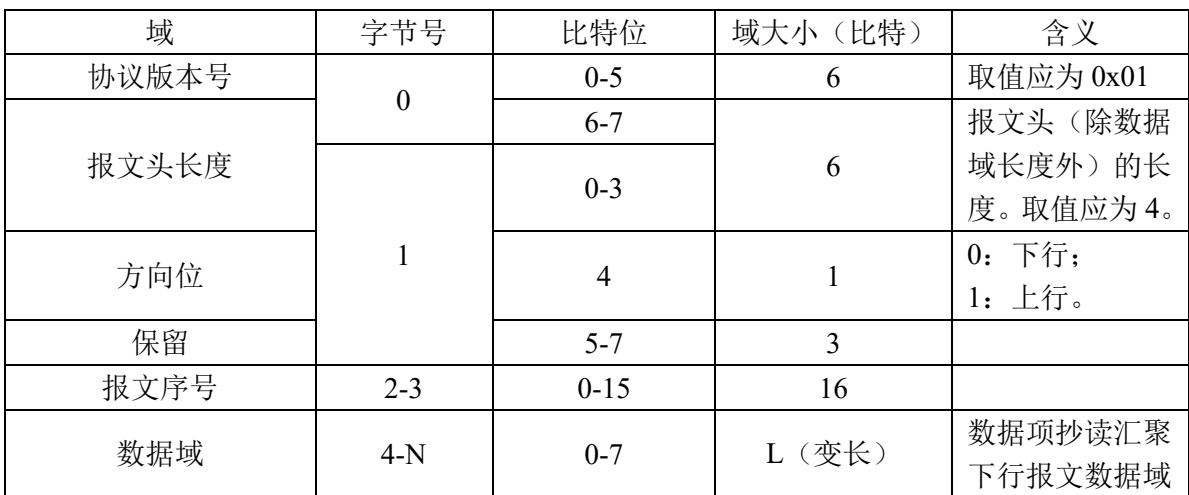 域 字节号 比特位 域大小（比特） 含义
协议版本号 0 0-5 6 取值应为 0x01
报文头长度 6-7 6 报文头（除数据
域长度外）的长
度。取值应为 4。
1 0-3
方向位 4 1 0：下行；
1：上行。
保留 5-7 3
报文序号 2-3 0-15 16
数据域 4-N 0-7 L（变长） 数据项抄读汇聚
下行报文数据域